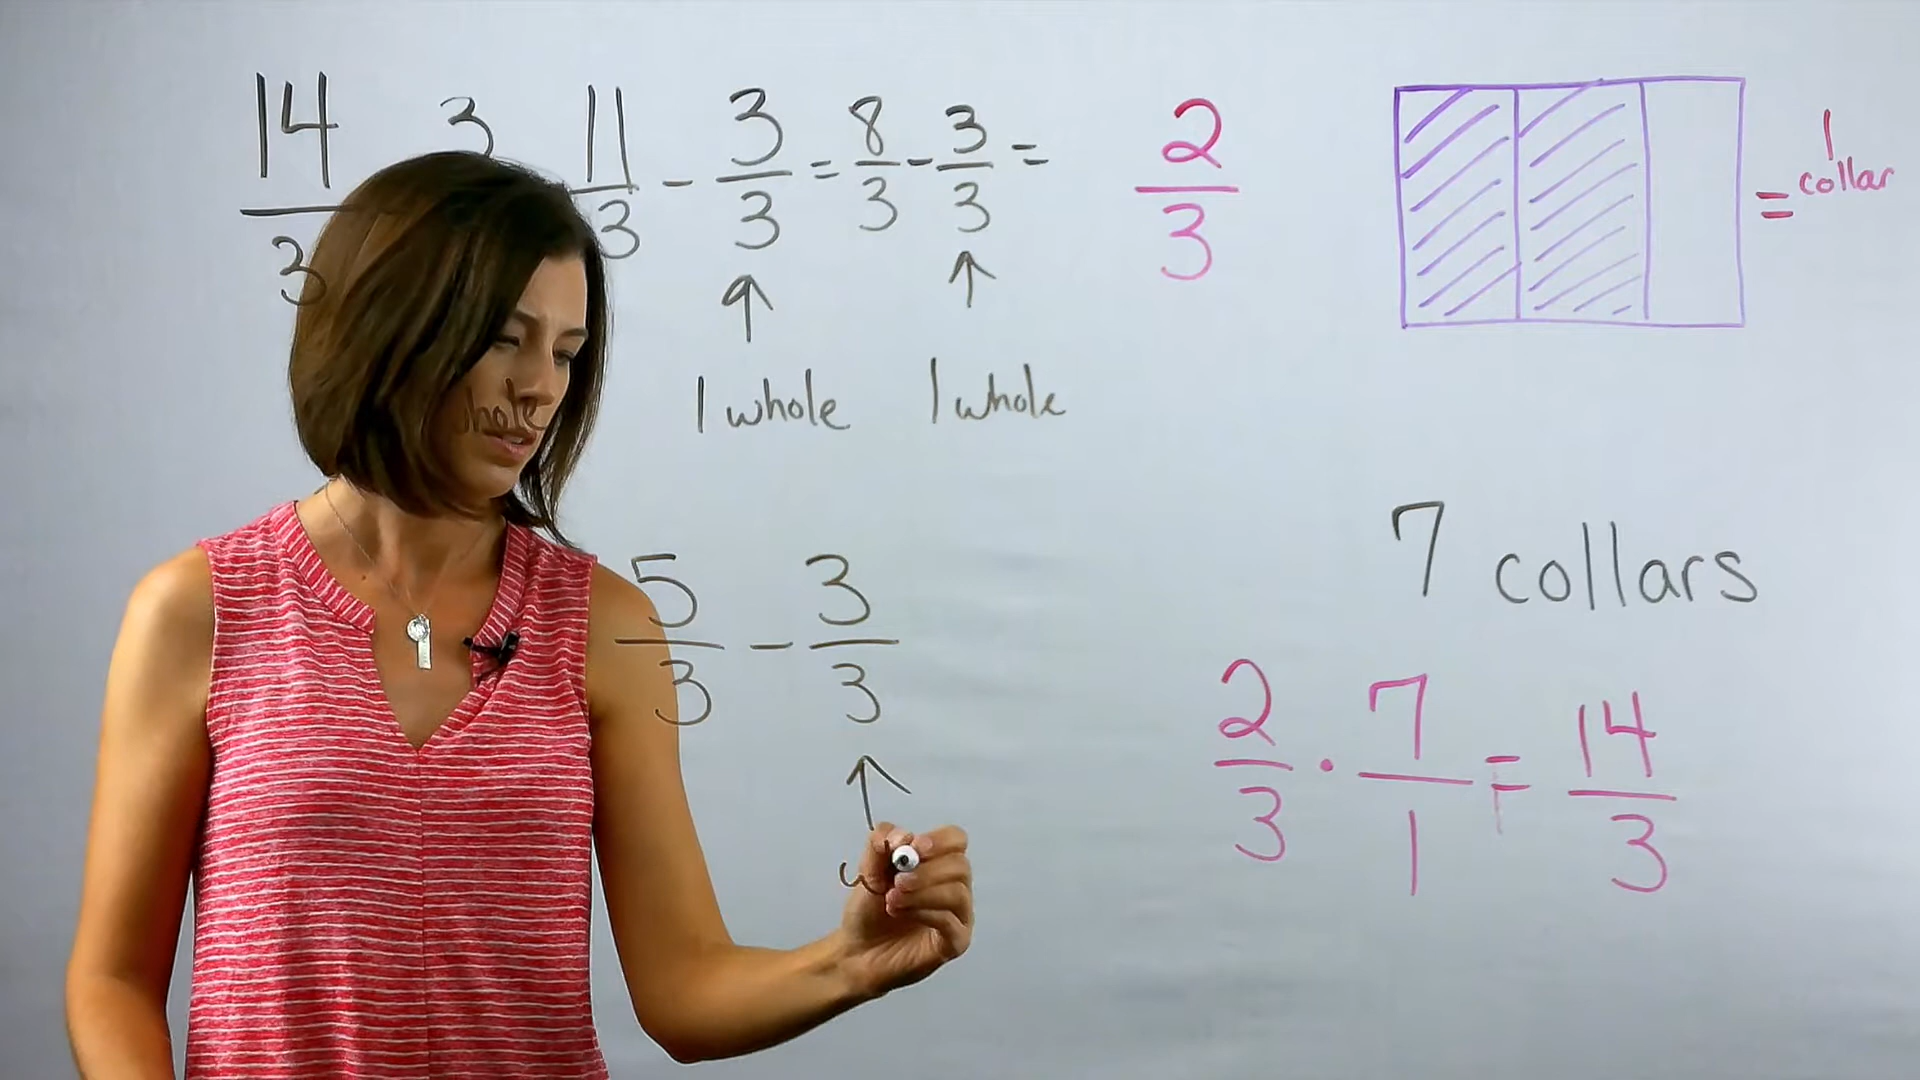 14/3 3 11/3 - 3/3 = 8/3 - 3/3 =
1 whole 1 whole
5/3 - 3/3
2/3
= 1 collar
7 collars
2/3 · 7/1 = 14/3